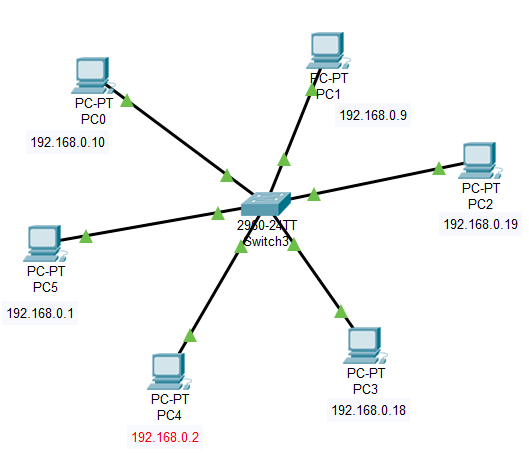 PC-PT
PC0
192.168.0.10
PC-PT
PC1
192.168.0.9
PC-PT
PC2
192.168.0.19
2960-24TT
Switch3
PC-PT
PC5
192.168.0.1
PC-PT
PC4
192.168.0.2
PC-PT
PC3
192.168.0.18